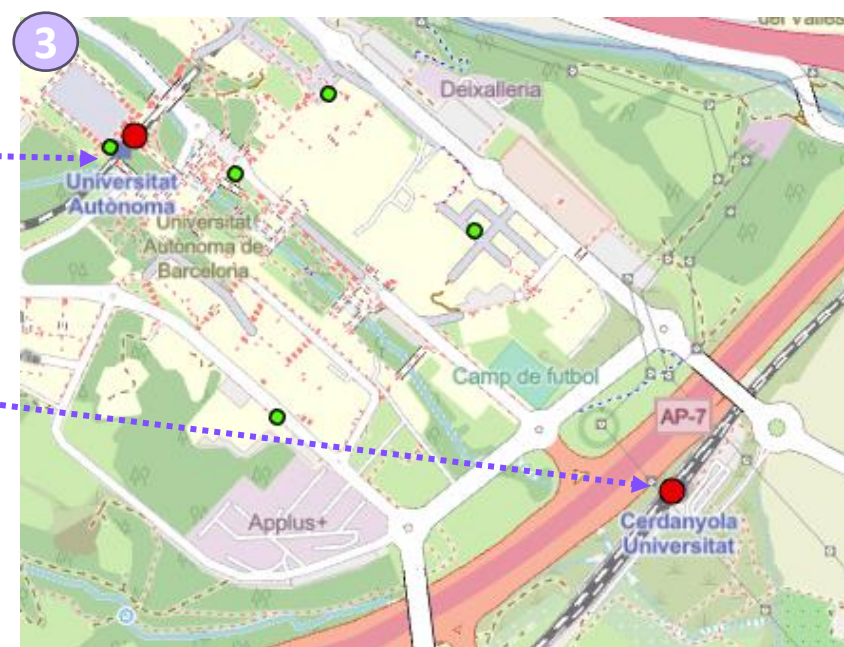 3
del Vallès
Deixalleria
Universitat
Autònoma
Universitat
Autònoma de
Barcelona
Camp de futbol
AP-7
Applus+
Cerdanyola
Universitat